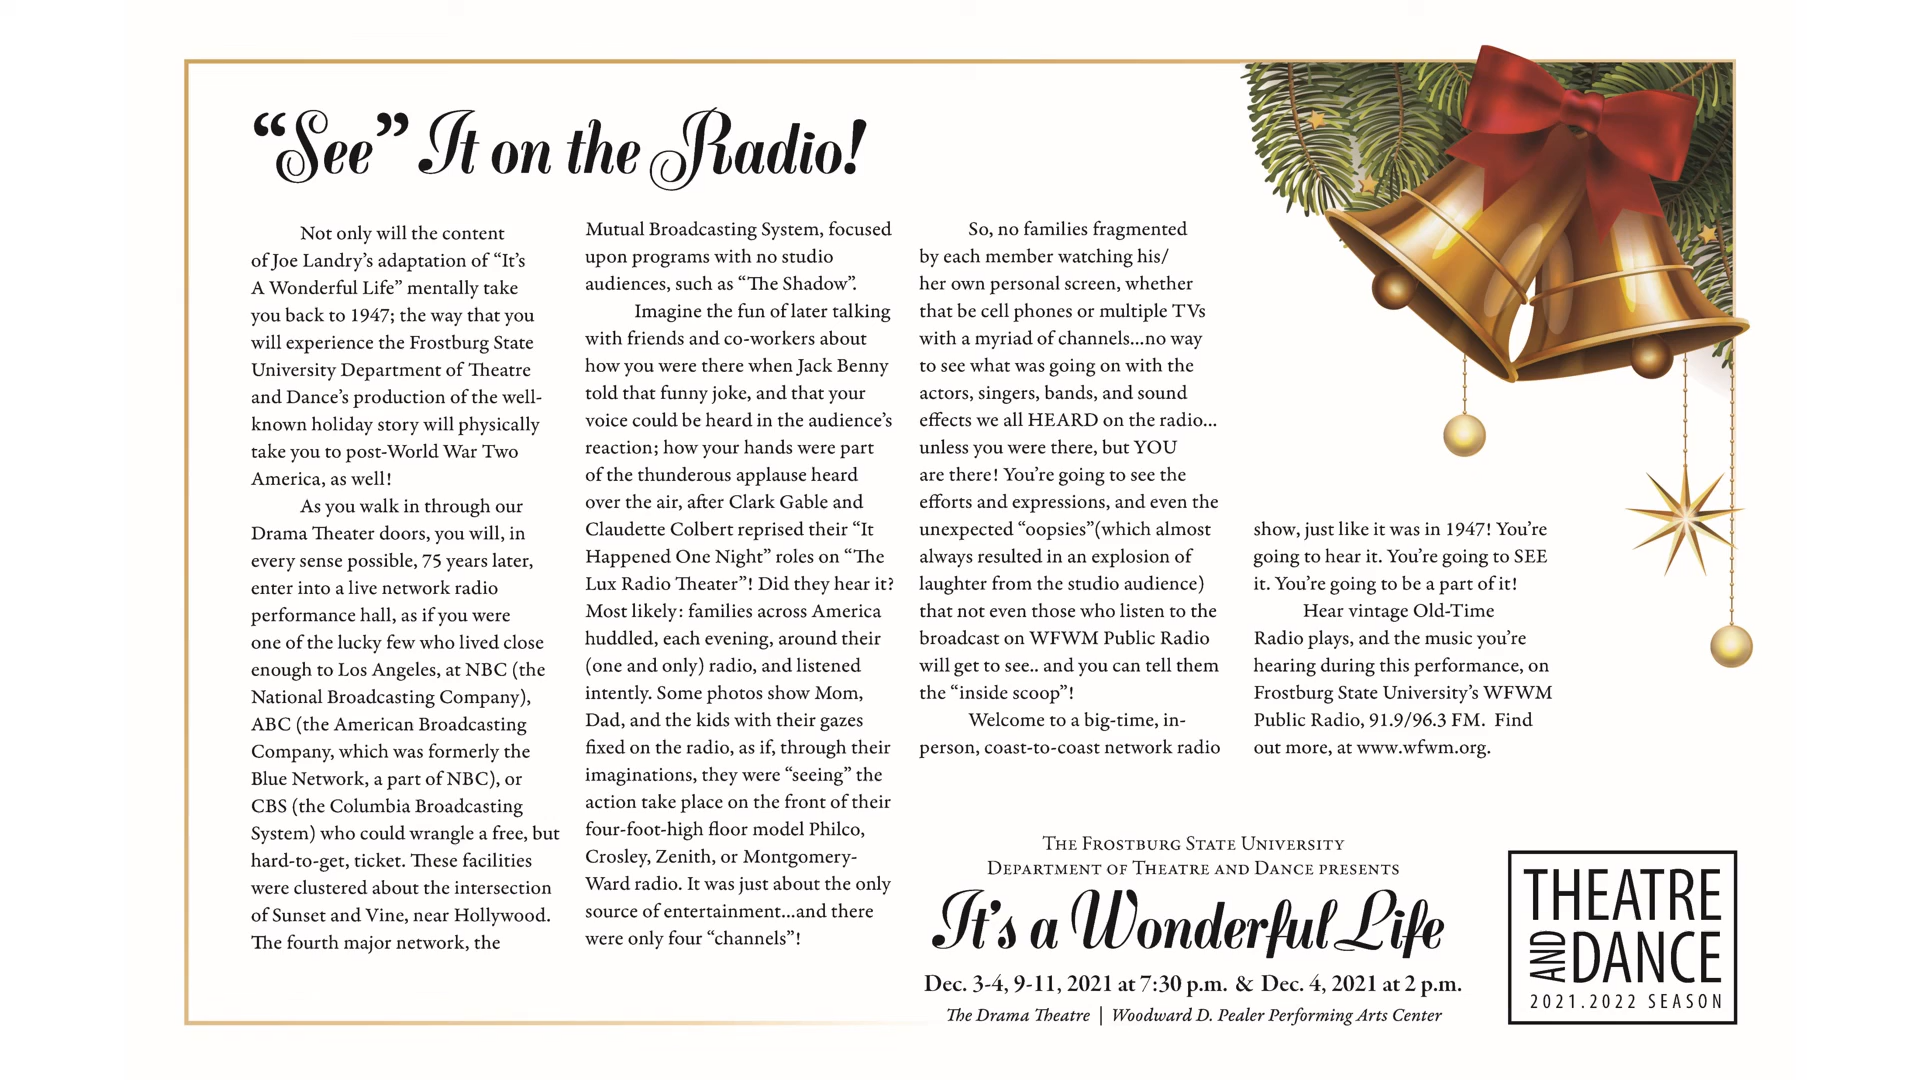 “See” It on the Radio!
Not only will the content
of Joe Landry’s adaptation of “It’s
A Wonderful Life” mentally take
you back to 1947; the way that you
will experience the Frostburg State
University Department of Theatre
and Dance’s production of the well-
known holiday story will physically
take you to post-World War Two
America, as well!
As you walk in through our
Drama Theater doors, you will, in
every sense possible, 75 years later,
enter into a live network radio
performance hall, as if you were
one of the lucky few who lived close
enough to Los Angeles, at NBC (the
National Broadcasting Company),
ABC (the American Broadcasting
Company, which was formerly the
Blue Network, a part of NBC), or
CBS (the Columbia Broadcasting
System) who could wrangle a free, but
hard-to-get, ticket. These facilities
were clustered about the intersection
of Sunset and Vine, near Hollywood.
The fourth major network, the
Mutual Broadcasting System, focused
upon programs with no studio
audiences, such as “The Shadow”.
Imagine the fun of later talking
with friends and co-workers about
how you were there when Jack Benny
told that funny joke, and that your
voice could be heard in the audience’s
reaction; how your hands were part
of the thunderous applause heard
over the air, after Clark Gable and
Claudette Colbert reprised their “It
Happened One Night” roles on “The
Lux Radio Theater”! Did they hear it?
Most likely: families across America
huddled, each evening, around their
(one and only) radio, and listened
intently. Some photos show Mom,
Dad, and the kids with their gazes
fixed on the radio, as if, through their
imaginations, they were “seeing” the
action take place on the front of their
four-foot-high floor model Philco,
Crosley, Zenith, or Montgomery-
Ward radio. It was just about the only
source of entertainment...and there
were only four “channels”!
So, no families fragmented
by each member watching his/
her own personal screen, whether
that be cell phones or multiple TVs
with a myriad of channels...no way
to see what was going on with the
actors, singers, bands, and sound
effects we all HEARD on the radio...
unless you were there, but YOU
are there! You’re going to see the
efforts and expressions, and even the
unexpected “oopsies”(which almost
always resulted in an explosion of
laughter from the studio audience)
that not even those who listen to the
broadcast on WFWM Public Radio
will get to see.. and you can tell them
the “inside scoop”!
Welcome to a big-time, in-
person, coast-to-coast network radio
show, just like it was in 1947! You’re
going to hear it. You’re going to SEE
it. You’re going to be a part of it!
Hear vintage Old-Time
Radio plays, and the music you’re
hearing during this performance, on
Frostburg State University’s WFWM
Public Radio, 91.9/96.3 FM.  Find
out more, at www.wfwm.org.
The Frostburg State University
Department of Theatre and Dance presents
It’s a Wonderful Life
Dec. 3-4, 9-11, 2021 at 7:30 p.m. & Dec. 4, 2021 at 2 p.m.
The Drama Theatre | Woodward D. Pealer Performing Arts Center
THEATRE
AND DANCE
2021.2022 SEASON